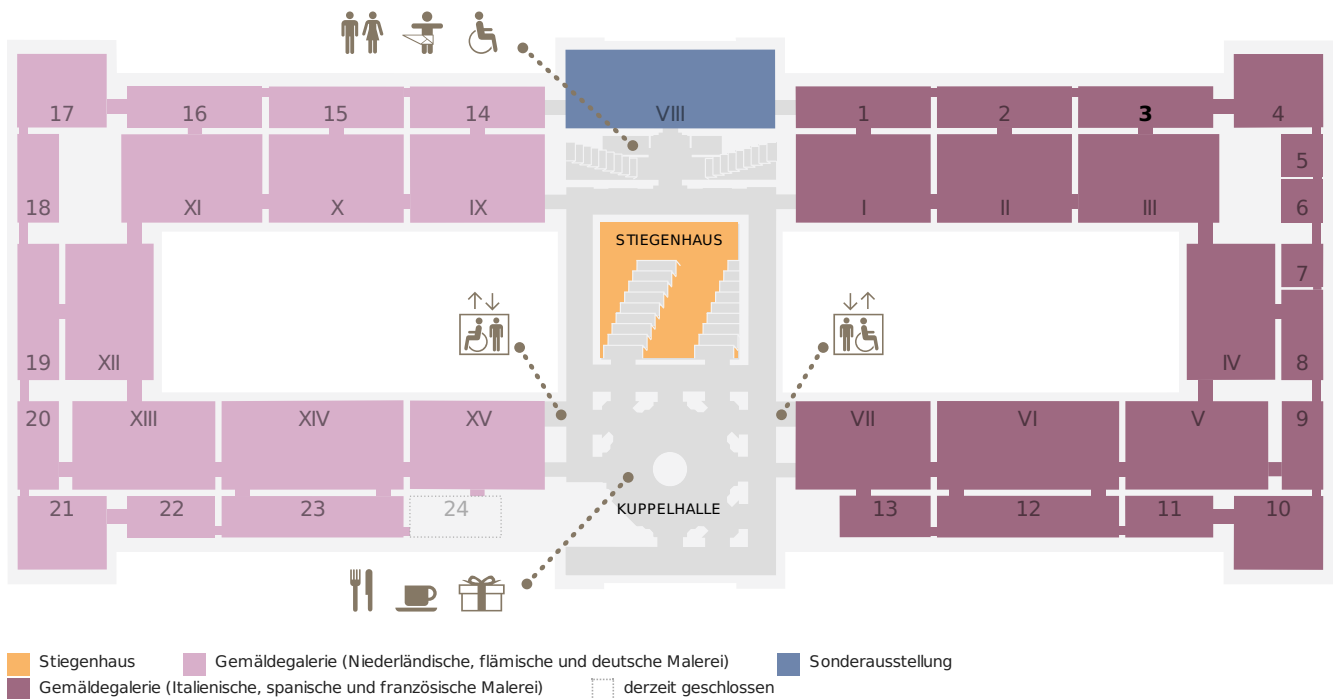 17 16 15 14 VIII 1 2 3 4
5
18 XI X IX I II III 6
STIEGENHAUS
7
19 XII IV 8
20 XIII XIV XV VII VI V 9
21 22 23 24 KUPPELHALLE 13 12 11 10
Stiegenhaus Gemäldegalerie (Niederländische, flämische und deutsche Malerei) Sonderausstellung
Gemäldegalerie (Italienische, spanische und französische Malerei) derzeit geschlossen